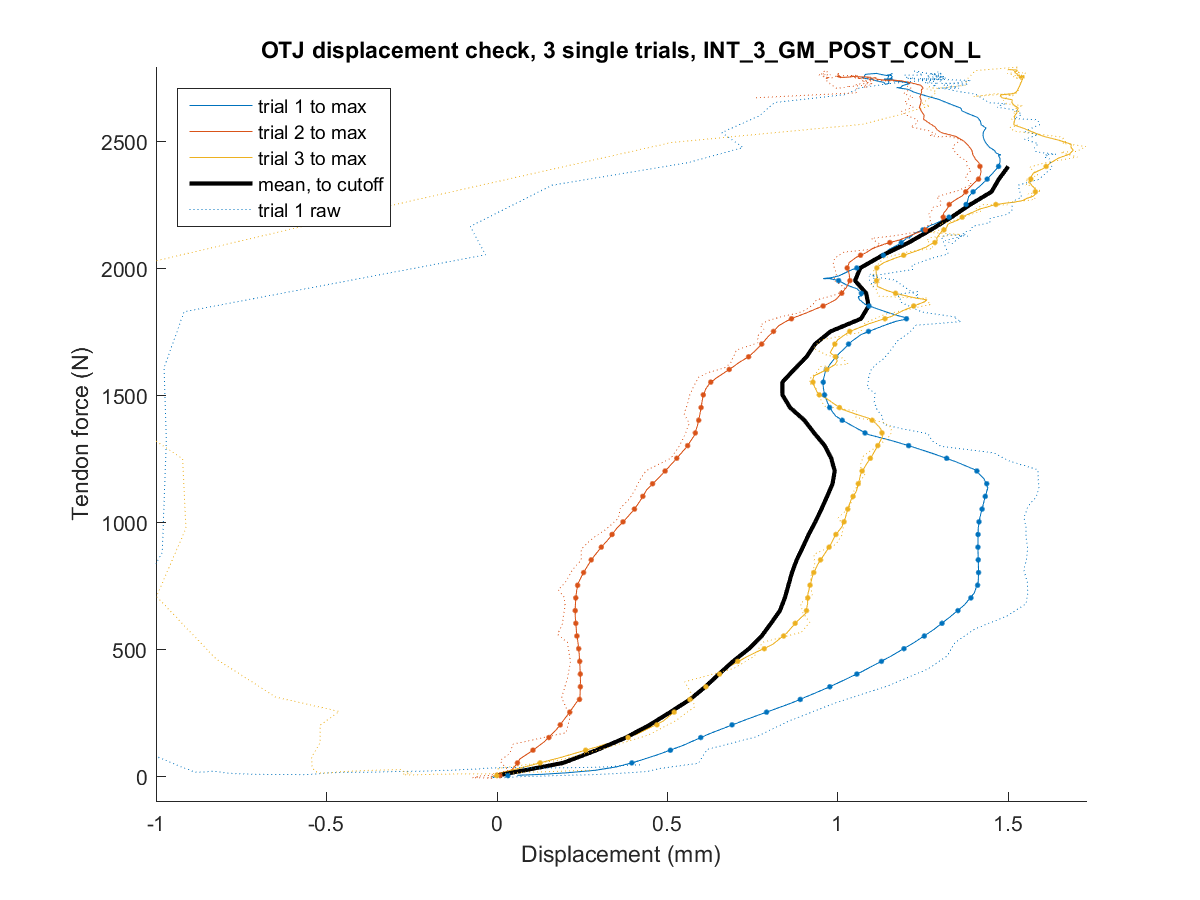 OTJ displacement check, 3 single trials, INT_3_GM_POST_CON_L
trial 1 to max
trial 2 to max
trial 3 to max
mean, to cutoff
trial 1 raw
2500
2000
1500
1000
500
0
Tendon force (N)
-1 -0.5 0 0.5 1 1.5
Displacement (mm)